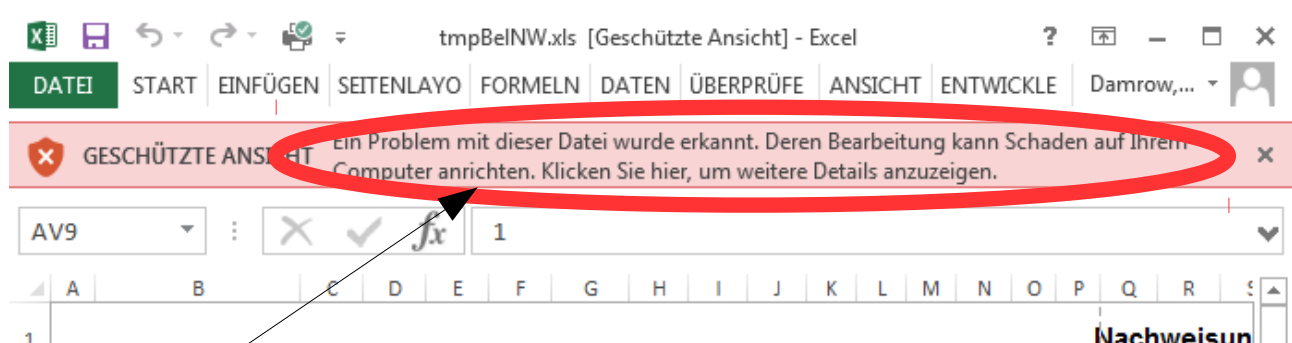 tmpBelNW.xls [Geschützte Ansicht] - Excel
DATEI START EINFÜGEN SEITENLAYO FORMELN DATEN ÜBERPRÜFE ANSICHT ENTWICKLE Damrow,...
GESCHÜTZTE ANSICHT Ein Problem mit dieser Datei wurde erkannt. Deren Bearbeitung kann Schaden auf Ihrem
Computer anrichten. Klicken Sie hier, um weitere Details anzuzeigen.
AV9 fx 1
A B C D E F G H I J K L M N O P Q R S
1 Nachweisun